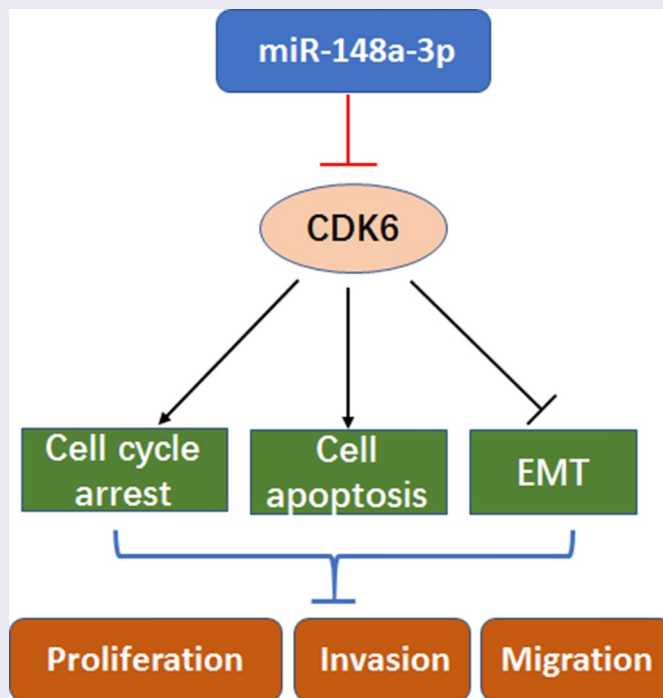 miR-148a-3p
CDK6
Cell cycle
arrest
Cell
apoptosis
EMT
Proliferation
Invasion
Migration